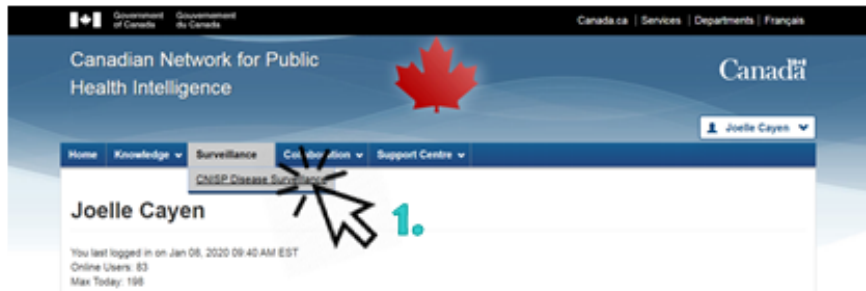 Government of Canada
Gouvernement du Canada
Canada.ca | Services | Departments | Français
Canadian Network for Public
Health Intelligence
Canada
Joelle Cayen
Home Knowledge Surveillance Collaboration Support Centre
CNISP Disease Surveillance
Joelle Cayen
1.
You last logged in on Jan 08, 2020 09:40 AM EST
Online Users: 83
Max Today: 198